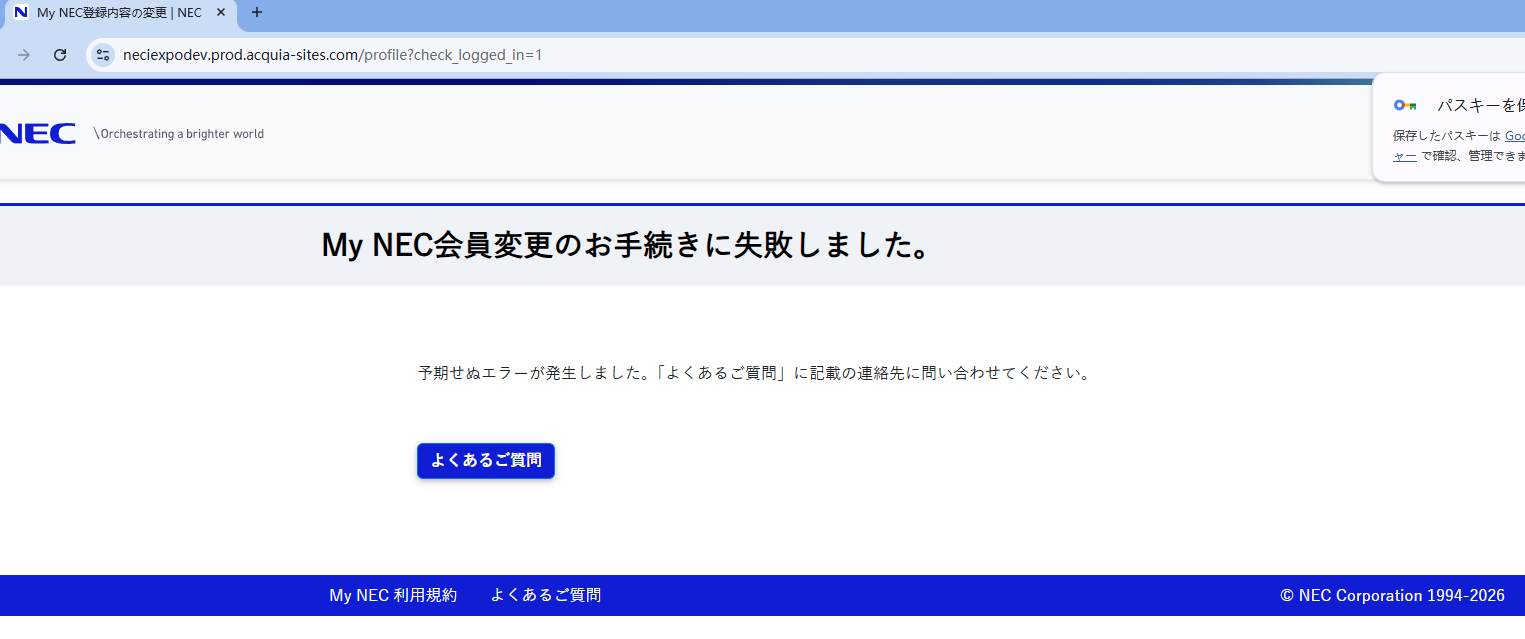 My NEC登録内容の変更 | NEC
neciexpodev.prod.acquia-sites.com/profile?check_logged_in=1
パスキーを保
保存したパスキーは Goo
ャー で確認、管理できま
NEC \Orchestrating a brighter world
My NEC会員変更のお手続きに失敗しました。
予期せぬエラーが発生しました。「よくあるご質問」に記載の連絡先に問い合わせてください。
よくあるご質問
My NEC 利用規約 よくあるご質問 © NEC Corporation 1994-2026